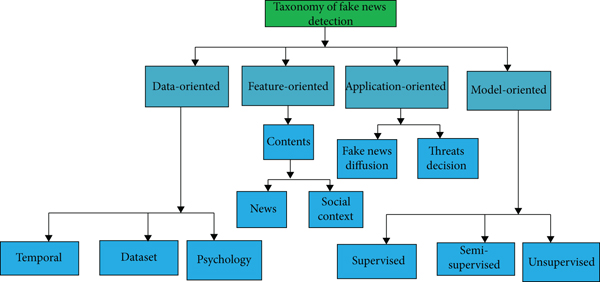 Taxonomy of fake news
detection
Data-oriented
Feature-oriented
Application-oriented
Model-oriented
Contents
Fake news
diffusion
Threats
decision
News
Social
context
Temporal
Dataset
Psychology
Supervised
Semi-
supervised
Unsupervised